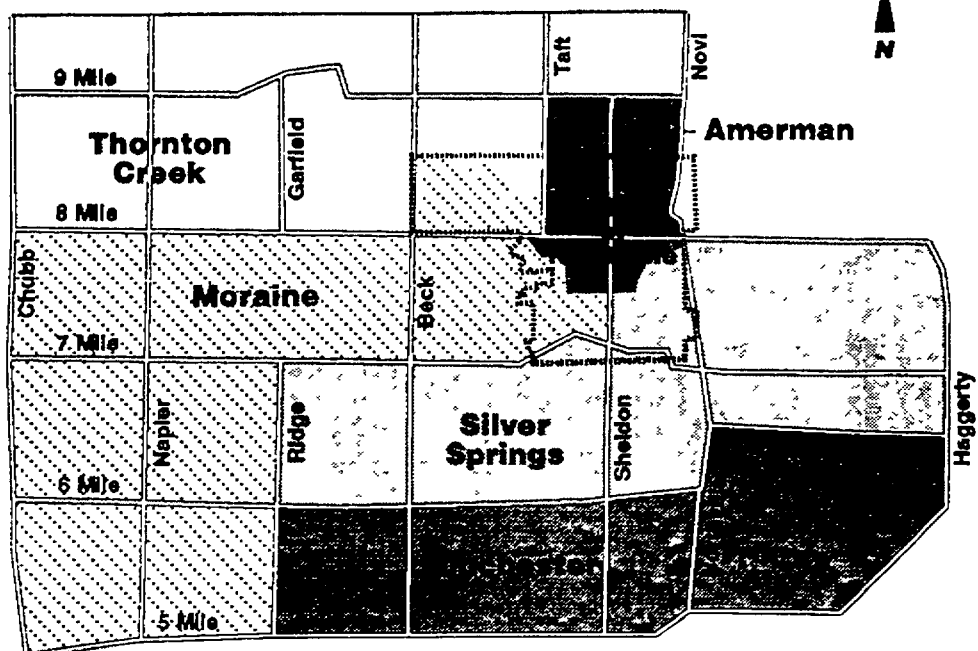 N
Taft
Novi
9 Mile
Amerman
Thornton
Creek
Garfield
8 Mile
Chubb
Moraine
Beck
7 Mile
Napier
Ridge
Silver
Springs
Sheldon
Haggerty
6 Mile
5 Mile